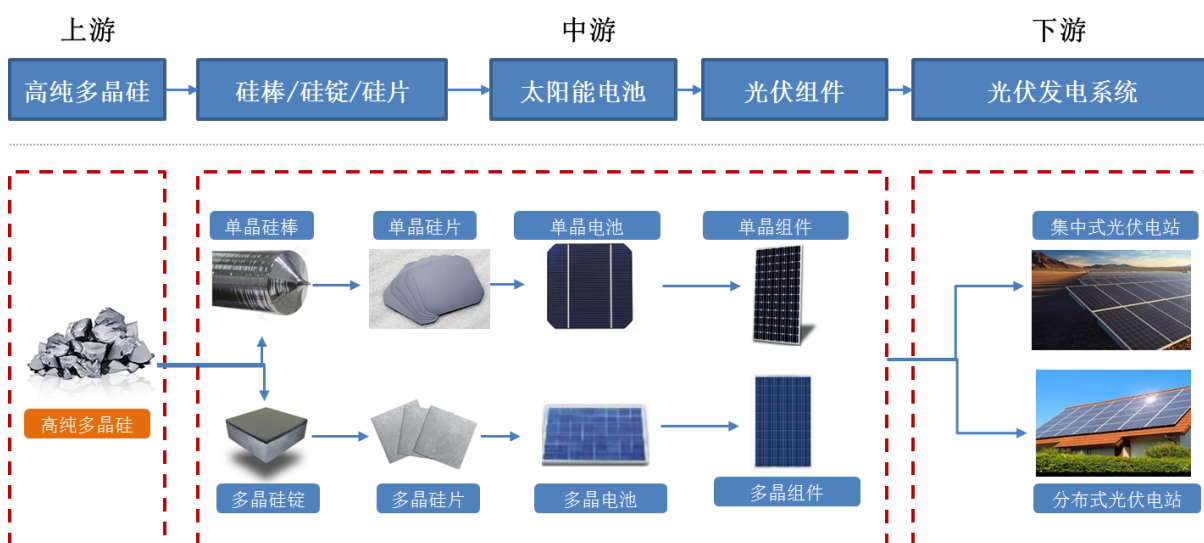 上游
中游
下游
高纯多晶硅
硅棒/硅锭/硅片
太阳能电池
光伏组件
光伏发电系统
单晶硅棒
单晶硅片
单晶电池
单晶组件
集中式光伏电站
高纯多晶硅
多晶硅锭
多晶硅片
多晶电池
多晶组件
分布式光伏电站